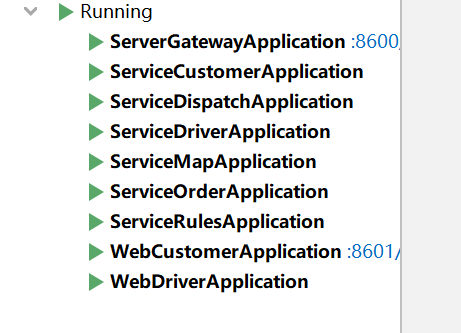 Running
ServerGatewayApplication :8600/
ServiceCustomerApplication
ServiceDispatchApplication
ServiceDriverApplication
ServiceMapApplication
ServiceOrderApplication
ServiceRulesApplication
WebCustomerApplication :8601/
WebDriverApplication